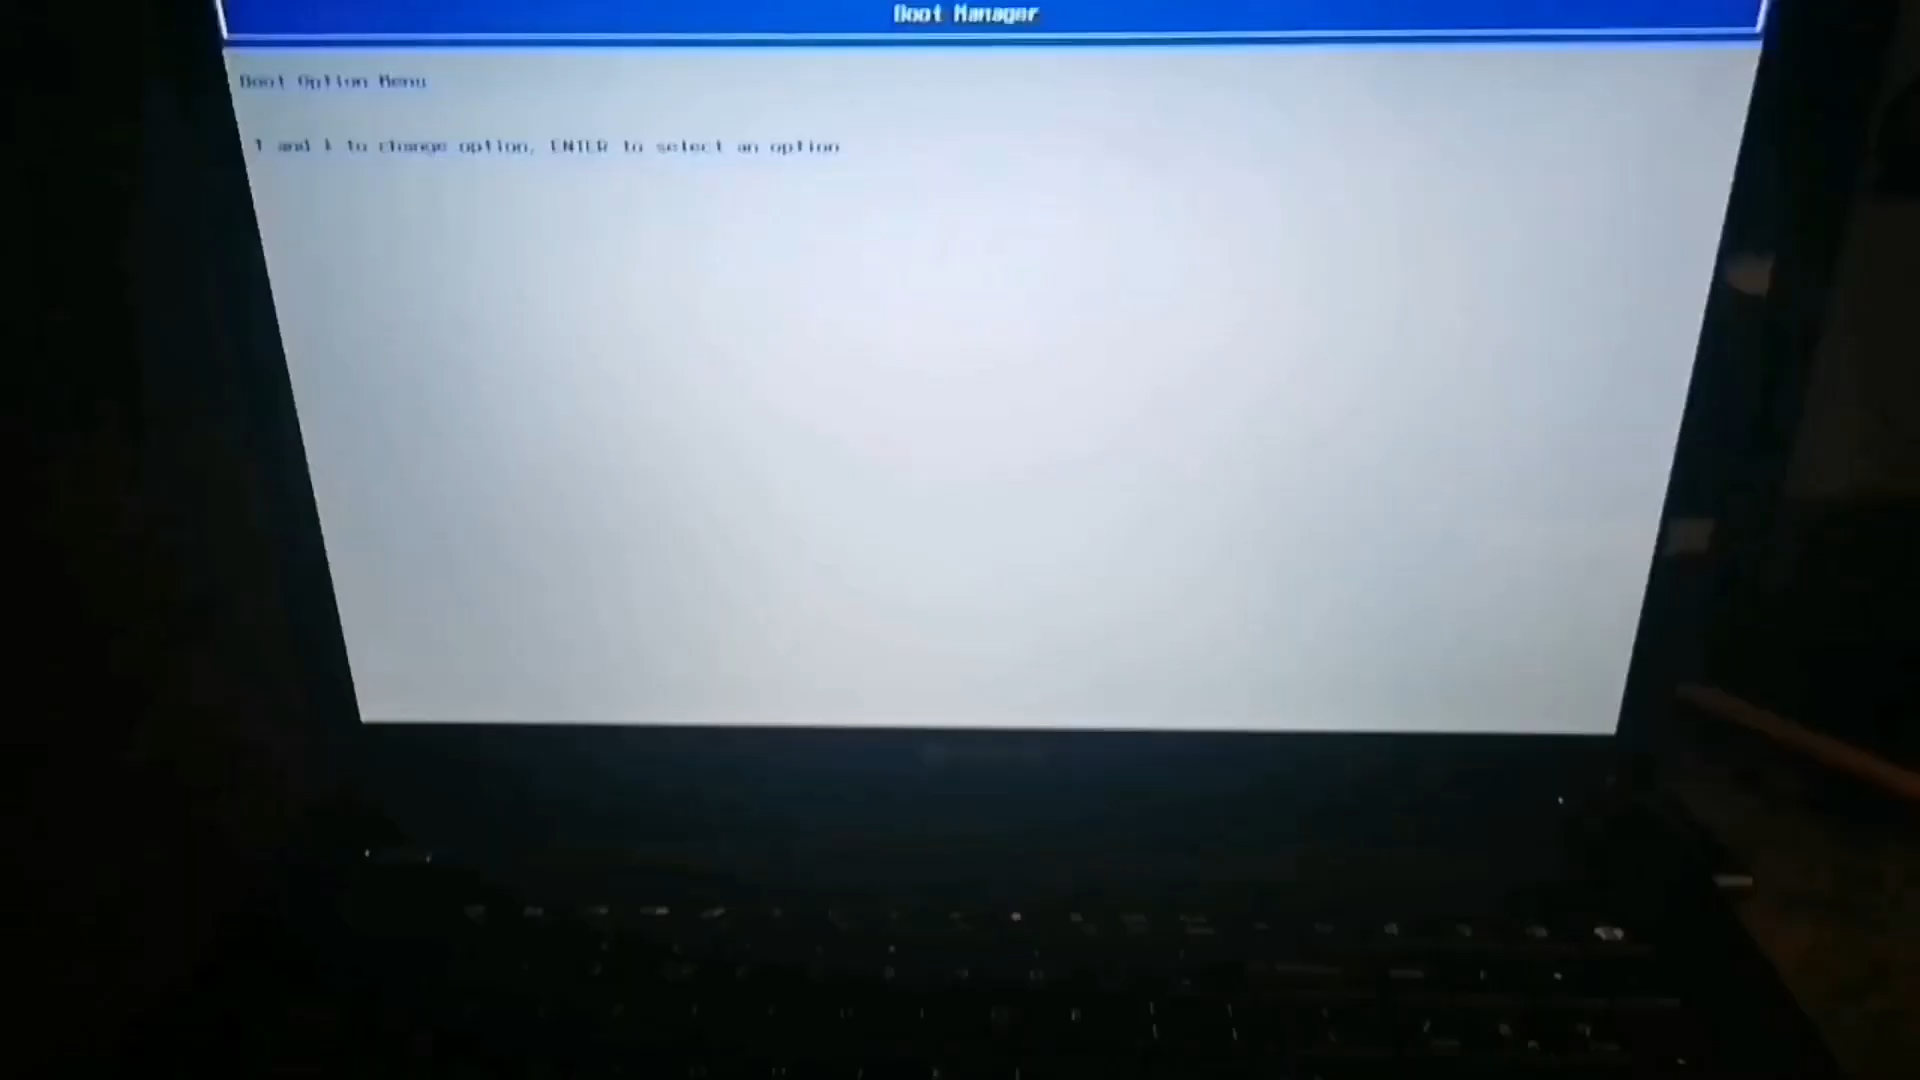 Boot Manager
Boot Option Menu
↑ and ↓ to change option, ENTER to select an option